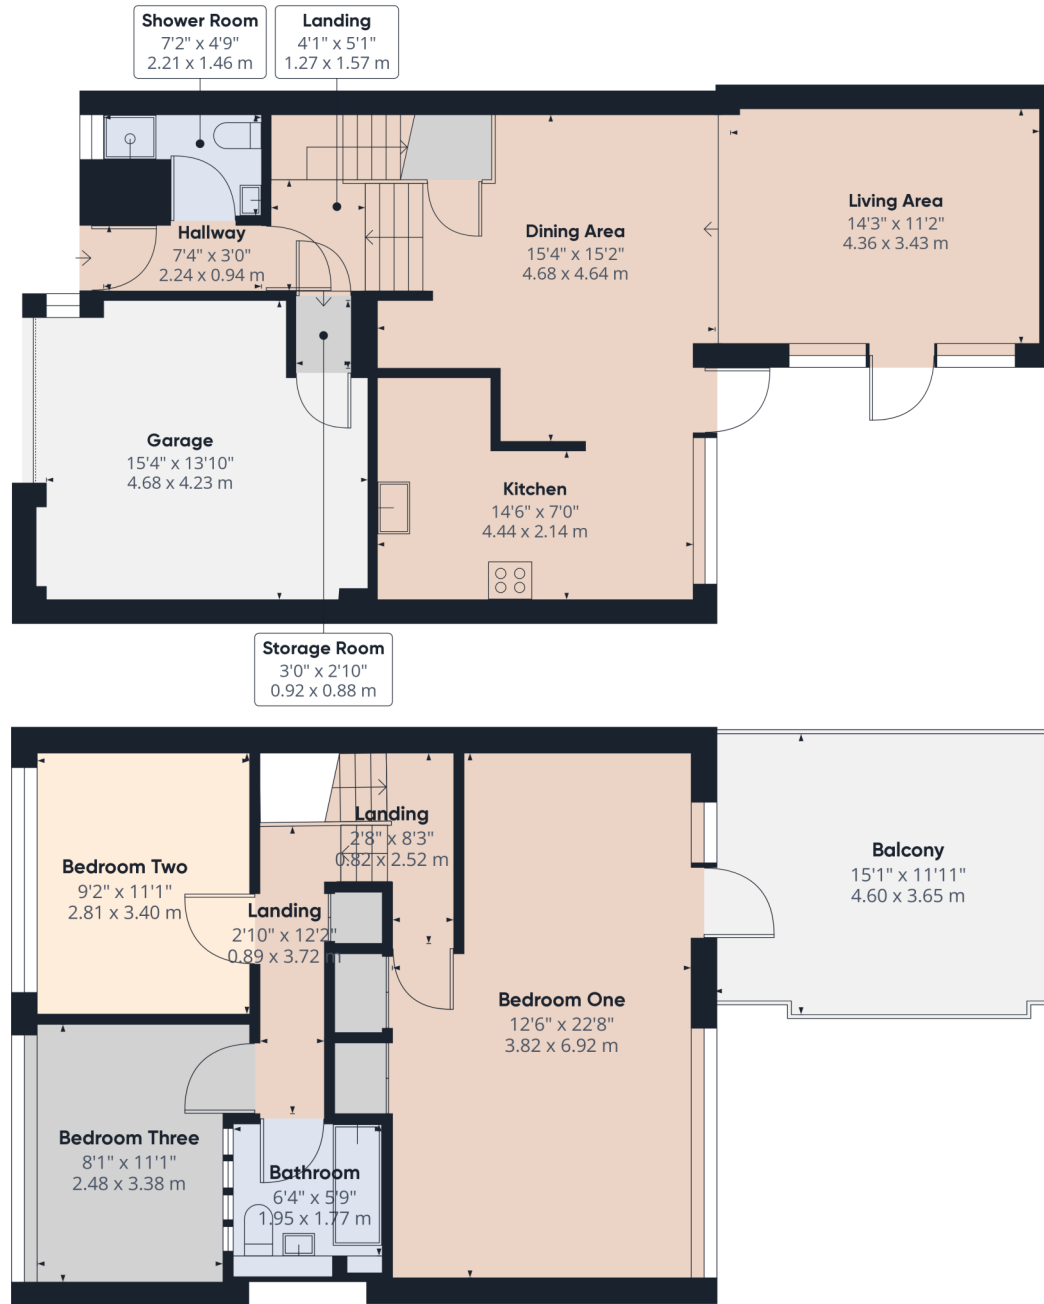 Shower Room
7'2" x 4'9"
2.21 x 1.46 m
Landing
4'1" x 5'1"
1.27 x 1.57 m
Living Area
14'3" x 11'2"
4.36 x 3.43 m
Dining Area
15'4" x 15'2"
4.68 x 4.64 m
Hallway
7'4" x 3'0"
2.24 x 0.94 m
Garage
15'4" x 13'10"
4.68 x 4.23 m
Kitchen
14'6" x 7'0"
4.44 x 2.14 m
Storage Room
3'0" x 2'10"
0.92 x 0.88 m
Landing
2'8" x 8'3"
0.82 x 2.52 m
Bedroom Two
9'2" x 11'1"
2.81 x 3.40 m
Balcony
15'1" x 11'11"
4.60 x 3.65 m
Landing
2'10" x 12'2"
0.89 x 3.72 m
Bedroom One
12'6" x 22'8"
3.82 x 6.92 m
Bedroom Three
8'1" x 11'1"
2.48 x 3.38 m
Bathroom
6'4" x 5'9"
1.95 x 1.77 m